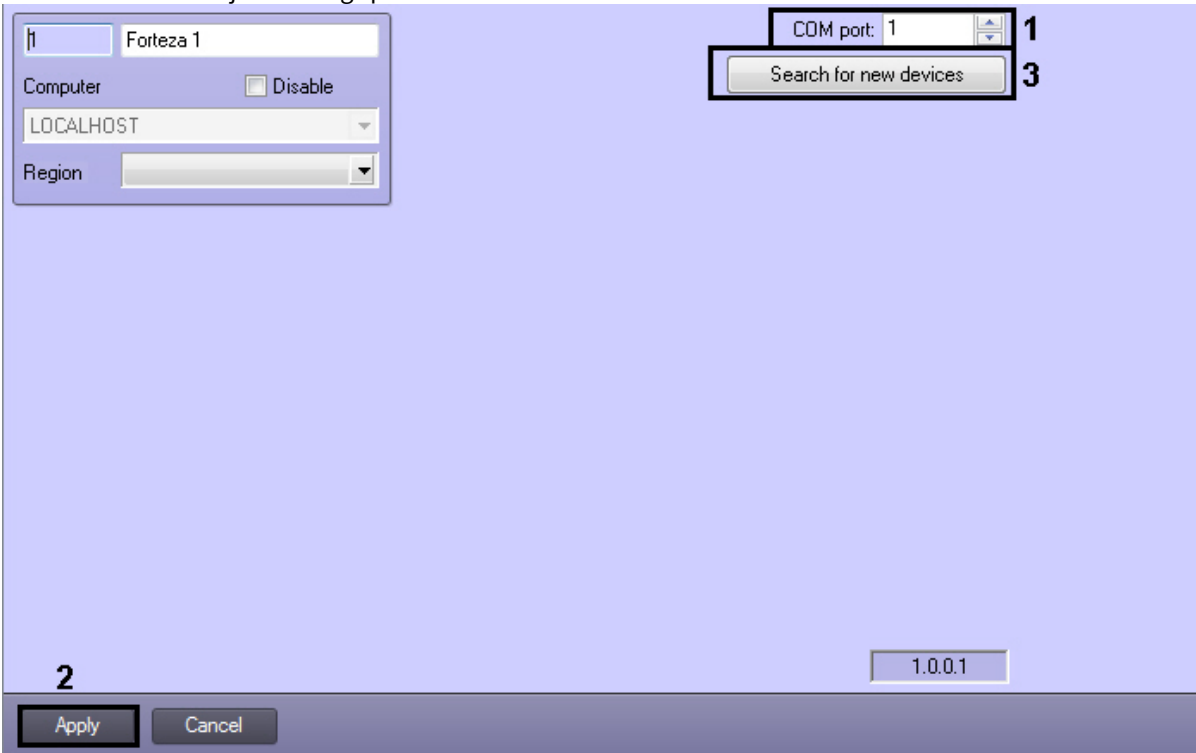 1 Forteza 1
COM port: 1 1
Search for new devices 3
Computer Disable
LOCALHOST
Region
1.0.0.1
2
Apply Cancel